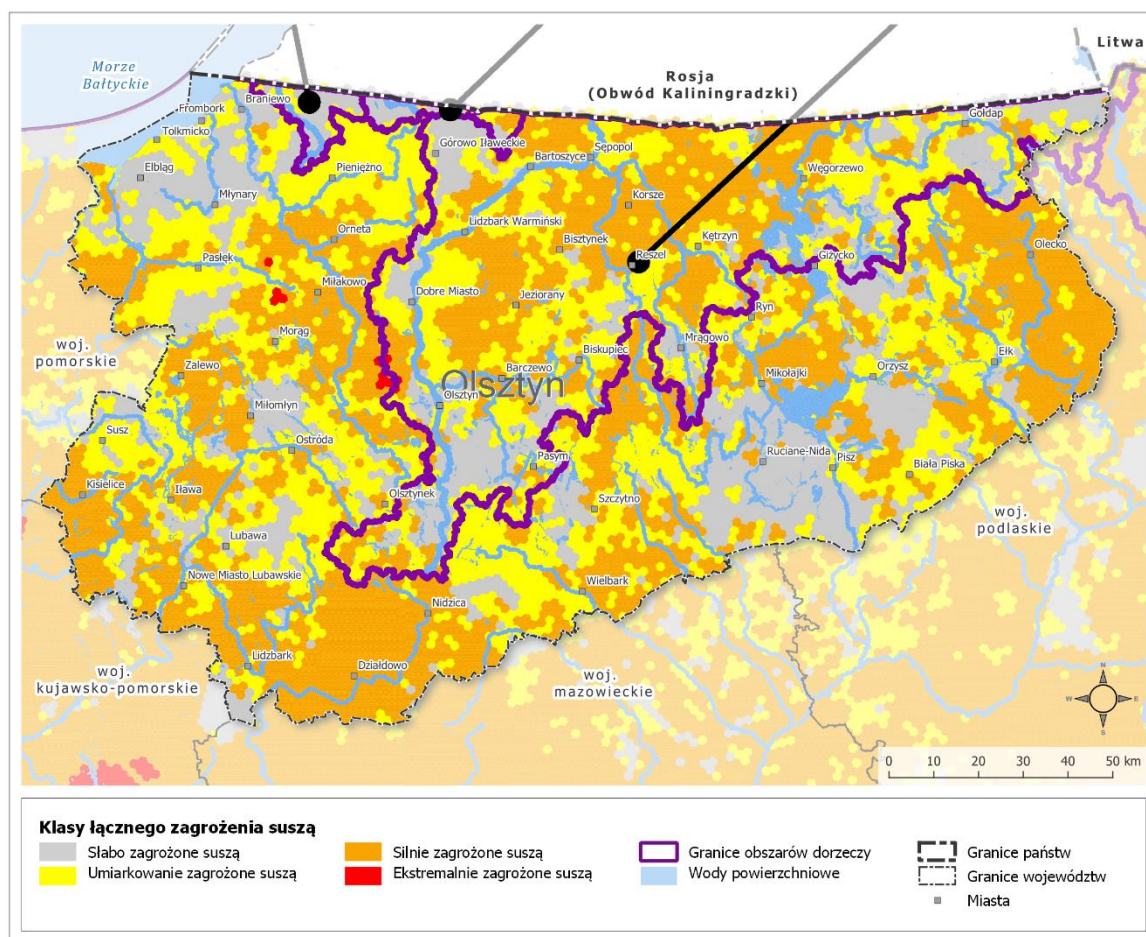 Morze
Bałtyckie
Rosja
(Obwód Kaliningradzki)
Litwa
Frombork
Braniewo
Tolkmicko
Gołdap
Górowo Iławeckie
Sępopol
Bartoszyce
Elbląg
Pieniężno
Węgorzewo
Młynary
Korsze
Lidzbark Warmiński
Orneta
Bisztynek
Kętrzyn
Reszel
Olecko
Pasłęk
Giżycko
Miłakowo
Dobre Miasto
Jeziorany
Ryn
Morąg
woj.
pomorskie
Mrągowo
Biskupiec
Ełk
Zalewo
Barczewo
Mikołajki
Orzysz
Olsztyn
Olsztyn
Miłomłyn
Susz
Ostróda
Ruciane-Nida
Pasym
Pisz
Biała Piska
Kisielice
Iława
Szczytno
Olsztynek
woj.
podlaskie
Lubawa
Nowe Miasto Lubawskie
Wielbark
Nidzica
Lidzbark
Działdowo
woj.
kujawsko-pomorskie
woj.
mazowieckie
N
W E
S
0 10 20 30 40 50 km
Klasy łącznego zagrożenia suszą
Słabo zagrożone suszą
Umiarkowanie zagrożone suszą
Silnie zagrożone suszą
Ekstremalnie zagrożone suszą
Granice obszarów dorzeczy
Wody powierzchniowe
Granice państw
Granice województw
Miasta